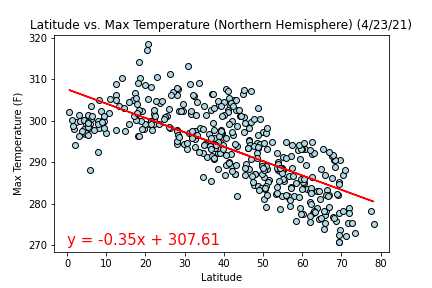 Latitude vs. Max Temperature (Northern Hemisphere) (4/23/21)
320
310
300
290
280
270
Max Temperature (F)
y = -0.35x + 307.61
0 10 20 30 40 50 60 70 80
Latitude